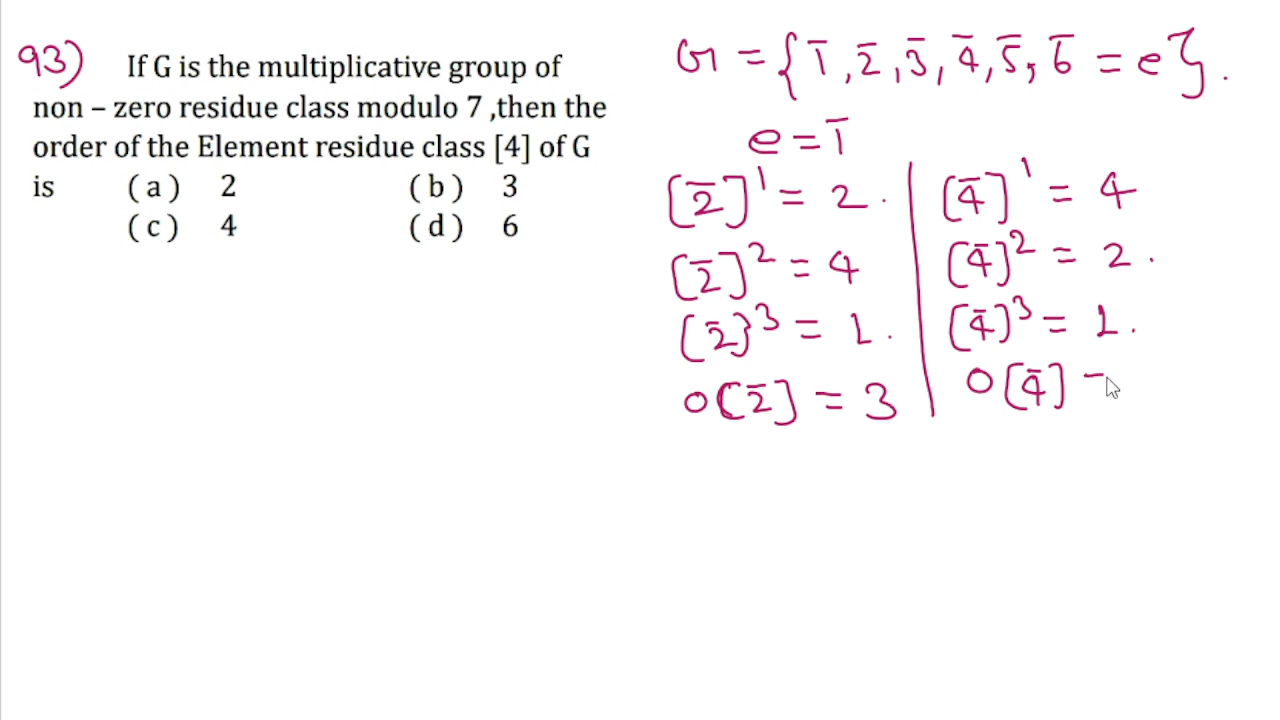 93) If G is the multiplicative group of
non – zero residue class modulo 7 ,then the
order of the Element residue class [4] of G
is (a) 2 (b) 3
(c) 4 (d) 6
G = {1̅, 2̅, 3̅, 4̅, 5̅, 6̅ = e}.
e = 1̅
[2̅]¹ = 2.
[2̅]² = 4
[2̅}³ = 1.
O[2̅] = 3
[4̅]¹ = 4
[4̅]² = 2.
[4̅]³ = 1.
O[4̅] -